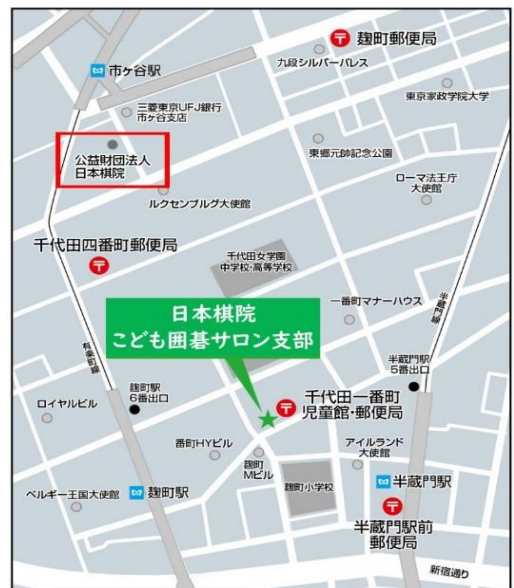 麹町郵便局
市ヶ谷駅
九段シルバーパレス
東京家政学院大学
三菱東京UFJ銀行
市ヶ谷支店
公益財団法人
日本棋院
東郷元帥記念公園
ローマ法王庁
大使館
ルクセンブルグ大使館
千代田四番町郵便局
千代田女学園
中学校・高等学校
日本棋院
こども囲碁サロン支部
一番町マナーハウス
半蔵門線
有楽町線
半蔵門駅
5番出口
麹町駅
6番出口
千代田一番町
児童館・郵便局
ロイヤルビル
番町HYビル
麹町
Mビル
アイルランド
大使館
ベルギー王国大使館
麹町駅
麹町小学校
半蔵門駅
半蔵門駅前
郵便局
新宿通り